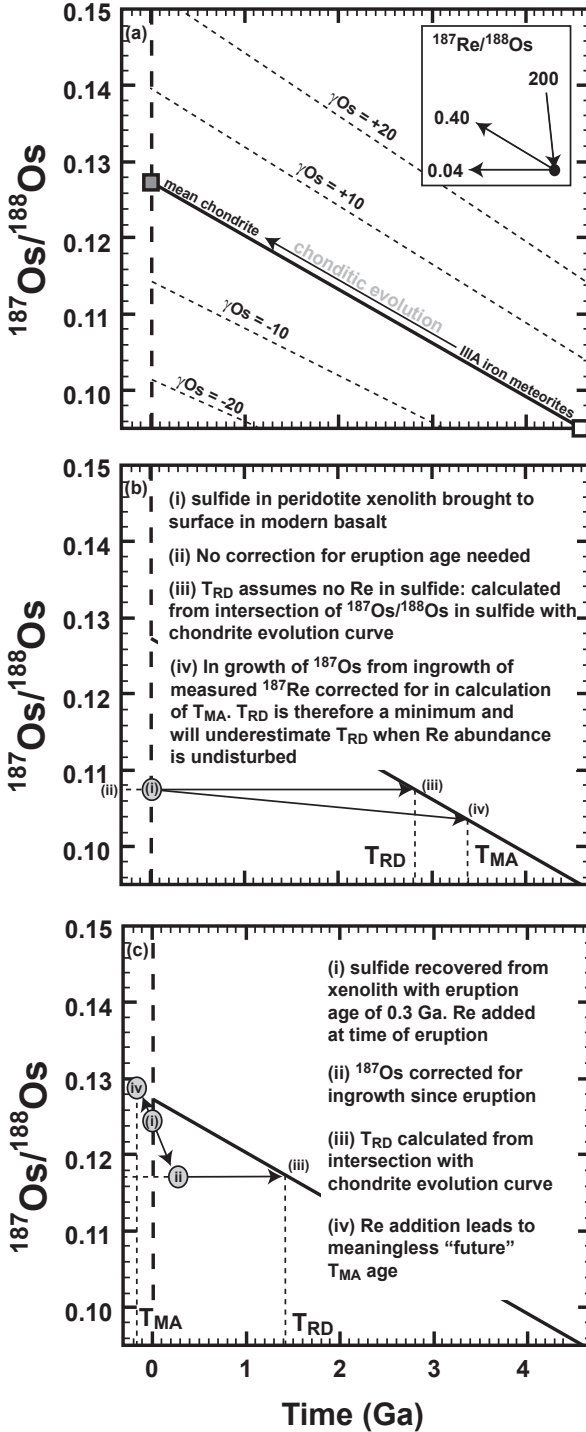 0.15
(a)
187Re/188Os
200
0.40
0.04
γOs = +20
γOs = +10
0.14
0.13
mean chondrite
0.12
chonditic evolution
0.11
γOs = -10
IIIA iron meteorites
0.10
γOs = -20
187Os/188Os
0.15
(b)
(i) sulfide in peridotite xenolith brought to
surface in modern basalt
(ii) No correction for eruption age needed
(iii) TRD assumes no Re in sulfide: calculated
from intersection of 187Os/188Os in sulfide with
chondrite evolution curve
(iv) In growth of 187Os from ingrowth of
measured 187Re corrected for in calculation
of TMA. TRD is therefore a minimum and
will underestimate TRD when Re abundance
is undisturbed
0.14
0.13
0.12
0.11
0.10
187Os/188Os
(ii)
(i)
(iii)
(iv)
TRD
TMA
0.15
(c)
(i) sulfide recovered from
xenolith with eruption
age of 0.3 Ga. Re added
at time of eruption
(ii) 187Os corrected for
ingrowth since eruption
(iii) TRD calculated from
intersection with
chondrite evolution curve
(iv) Re addition leads to
meaningless “future”
TMA age
0.14
0.13
0.12
0.11
0.10
187Os/188Os
iv
(i)
ii
(iii)
TMA
TRD
0
1
2
3
4
Time (Ga)